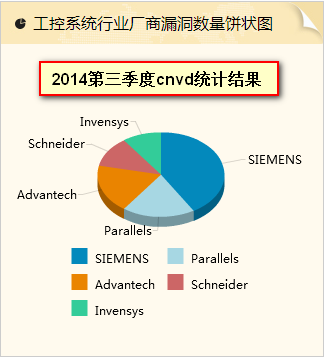 工控系统行业厂商漏洞数量饼状图
2014第三季度cnvd统计结果
Invensys
Schneider
SIEMENS
Advantech
Parallels
SIEMENS Parallels
Advantech Schneider
Invensys